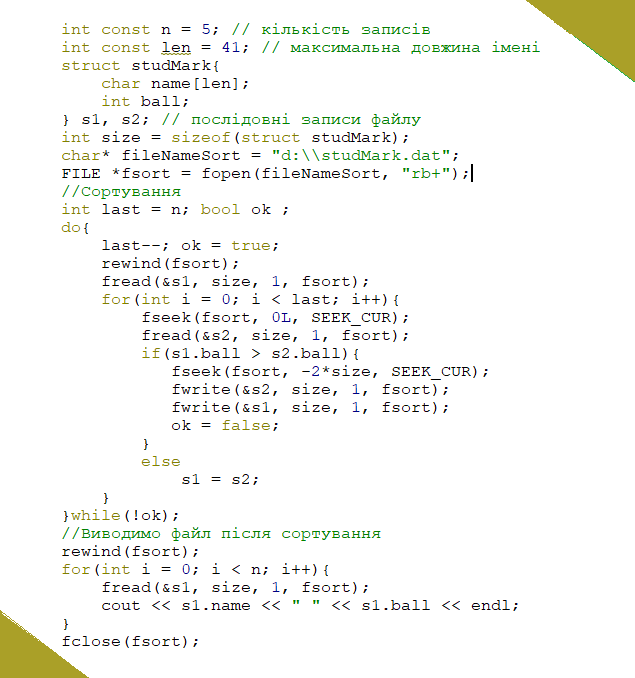 int const n = 5; // кількість записів
int const len = 41; // максимальна довжина імені
struct studMark{
    char name[len];
    int ball;
} s1, s2; // послідовні записи файлу
int size = sizeof(struct studMark);
char* fileNameSort = "d:\\studMark.dat";
FILE *fsort = fopen(fileNameSort, "rb+");
//Сортування
int last = n; bool ok ;
do{
    last--; ok = true;
    rewind(fsort);
    fread(&s1, size, 1, fsort);
    for(int i = 0; i < last; i++){
        fseek(fsort, 0L, SEEK_CUR);
        fread(&s2, size, 1, fsort);
        if(s1.ball > s2.ball){
           fseek(fsort, -2*size, SEEK_CUR);
           fwrite(&s2, size, 1, fsort);
           fwrite(&s1, size, 1, fsort);
           ok = false;
        }
        else
            s1 = s2;
    }
}while(!ok);
//Виводимо файл після сортування
rewind(fsort);
for(int i = 0; i < n; i++){
    fread(&s1, size, 1, fsort);
    cout << s1.name << " " << s1.ball << endl;
}
fclose(fsort);